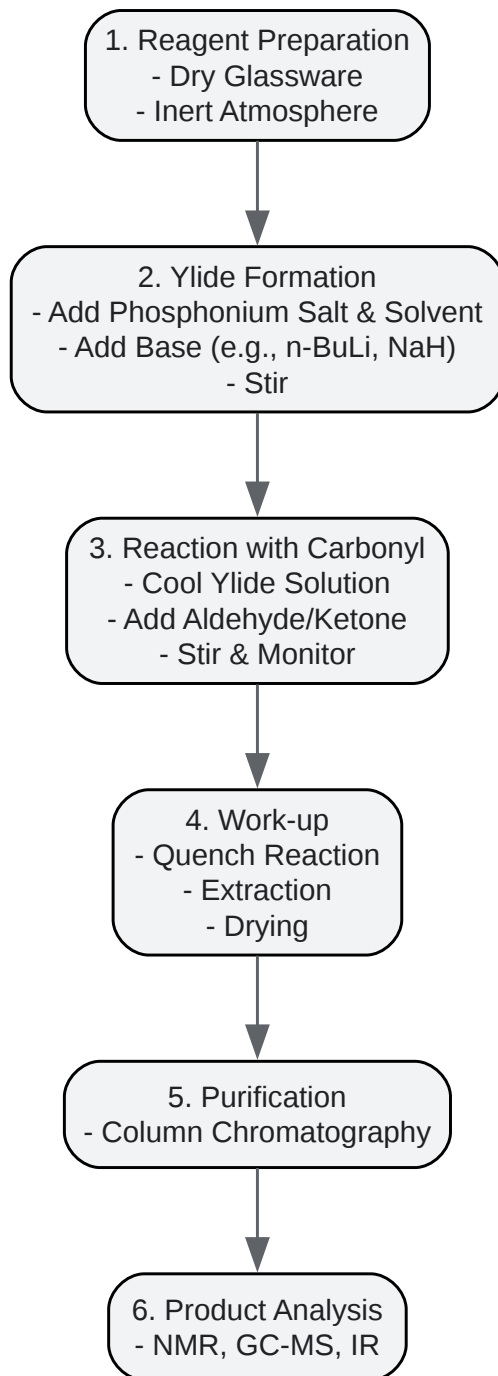 1. Reagent Preparation
- Dry Glassware
- Inert Atmosphere
2. Ylide Formation
- Add Phosphonium Salt & Solvent
- Add Base (e.g., n-BuLi, NaH)
- Stir
3. Reaction with Carbonyl
- Cool Ylide Solution
- Add Aldehyde/Ketone
- Stir & Monitor
4. Work-up
- Quench Reaction
- Extraction
- Drying
5. Purification
- Column Chromatography
6. Product Analysis
- NMR, GC-MS, IR